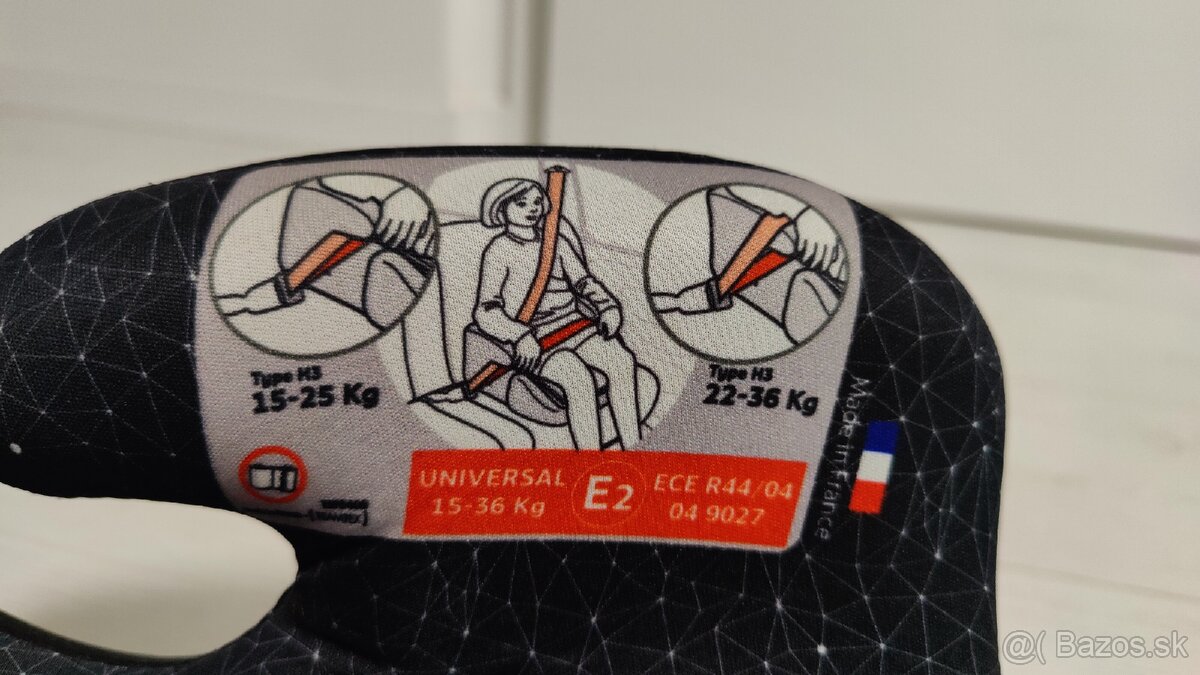 Type H3
15-25 Kg
Type H3
22-36 Kg
UNIVERSAL
15-36 Kg
E2
ECE R44/04
04 9027
Made in France
@( Bazos.sk